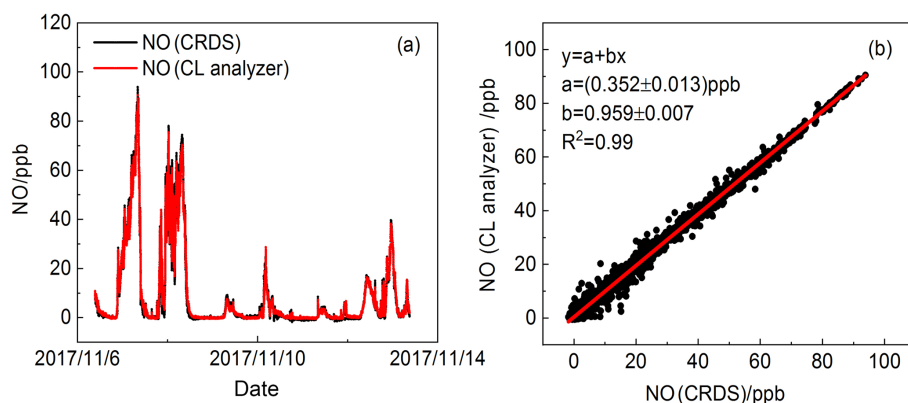 NO (CRDS)
NO (CL analyzer)
(a)
NO/ppb
120
100
80
60
40
20
0
2017/11/6
2017/11/10
2017/11/14
Date
(b)
y=a+bx
a=(0.352±0.013)ppb
b=0.959±0.007
R²=0.99
NO (CL analyzer) /ppb
100
80
60
40
20
0
0
20
40
60
80
100
NO (CRDS)/ppb